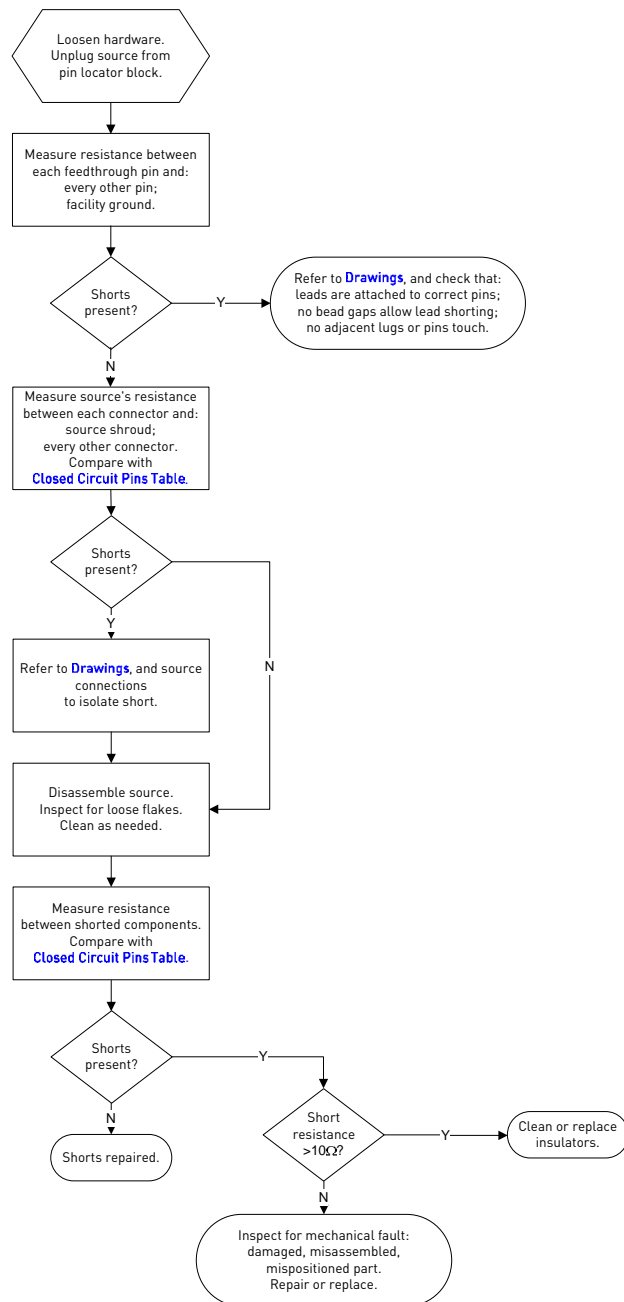 Loosen hardware.
Unplug source from
pin locator block.
Measure resistance between
each feedthrough pin and:
every other pin;
facility ground.
Shorts
present?
Y
Refer to Drawings, and check that:
leads are attached to correct pins;
no bead gaps allow lead shorting;
no adjacent lugs or pins touch.
N
Measure source's resistance
between each connector and:
source shroud;
every other connector.
Compare with
Closed Circuit Pins Table.
Shorts
present?
Y
N
Refer to Drawings, and source
connections
to isolate short.
Disassemble source.
Inspect for loose flakes.
Clean as needed.
Measure resistance
between shorted components.
Compare with
Closed Circuit Pins Table.
Shorts
present?
Y
N
Shorts repaired.
Short
resistance
>10Ω?
Y
Clean or replace
insulators.
N
Inspect for mechanical fault:
damaged, misassembled,
mispositioned part.
Repair or replace.